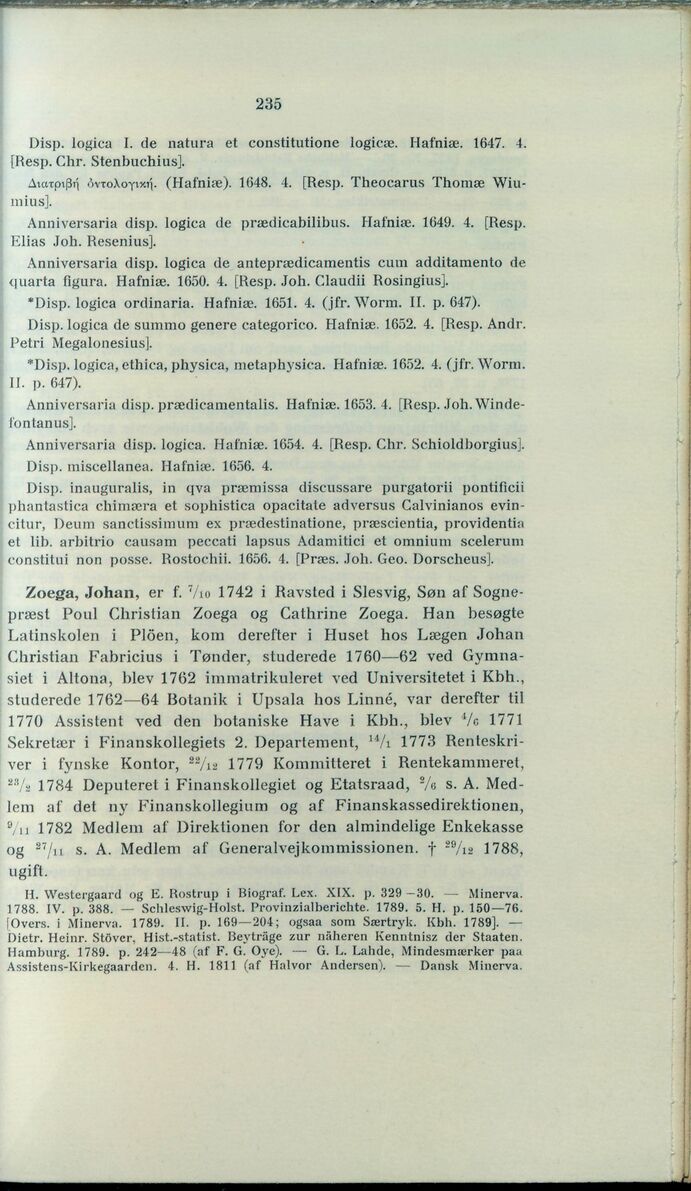 235
Disp. logica I. de natura et constitutione logicæ. Hafniæ. 1647. 4.
[Resp. Chr. Stenbuchius].
Διατριβή ὀντολογική. (Hafniæ). 1648. 4. [Resp. Theocarus Thomæ Wiu-
mius].
Anniversaria disp. logica de prædicabilibus. Hafniæ. 1649. 4. [Resp.
Elias Joh. Resenius].
Anniversaria disp. logica de anteprædicamentis cum additamento de
quarta figura. Hafniæ. 1650. 4. [Resp. Joh. Claudii Rosingius].
*Disp. logica ordinaria. Hafniæ. 1651. 4. (jfr. Worm. II. p. 647).
Disp. logica de summo genere categorico. Hafniæ. 1652. 4. [Resp. Andr.
Petri Megalonesius].
*Disp. logica, ethica, physica, metaphysica. Hafniæ. 1652. 4. (jfr. Worm.
II. p. 647).
Anniversaria disp. prædicamentalis. Hafniæ. 1653. 4. [Resp. Joh. Winde-
fontanus].
Anniversaria disp. logica. Hafniæ. 1654. 4. [Resp. Chr. Schioldborgius].
Disp. miscellanea. Hafniæ. 1656. 4.
Disp. inauguralis, in qva præmissa discussare purgatorii pontificii
phantastica chimæra et sophistica opacitate adversus Calvinianos evin-
citur, Deum sanctissimum ex prædestinatione, præscientia, providentia
et lib. arbitrio causam peccati lapsus Adamitici et omnium scelerum
constitui non posse. Rostochii. 1656. 4. [Præs. Joh. Geo. Dorscheus].
Zoega, Johan, er f. 7/10 1742 i Ravsted i Slesvig, Søn af Sogne-
præst Poul Christian Zoega og Cathrine Zoega. Han besøgte
Latinskolen i Plöen, kom derefter i Huset hos Lægen Johan
Christian Fabricius i Tønder, studerede 1760—62 ved Gymna-
siet i Altona, blev 1762 immatrikuleret ved Universitetet i Kbh.,
studerede 1762—64 Botanik i Upsala hos Linné, var derefter til
1770 Assistent ved den botaniske Have i Kbh., blev 4/6 1771
Sekretær i Finanskollegiets 2. Departement, 14/1 1773 Renteskri-
ver i fynske Kontor, 22/12 1779 Kommitteret i Rentekammeret,
23/2 1784 Deputeret i Finanskollegiet og Etatsraad, 2/6 s. A. Med-
lem af det ny Finanskollegium og af Finanskassedirektionen,
9/11 1782 Medlem af Direktionen for den almindelige Enkekasse
og 27/11 s. A. Medlem af Generalvejkommissionen. † 29/12 1788,
ugift.
H. Westergaard og E. Rostrup i Biograf. Lex. XIX. p. 329—30. — Minerva.
1788. IV. p. 388. — Schleswig-Holst. Provinzialberichte. 1789. 5. H. p. 150—76.
[Overs. i Minerva. 1789. II. p. 169—204; ogsaa som Særtryk. Kbh. 1789]. —
Dietr. Heinr. Stöver, Hist.-statist. Beyträge zur näheren Kenntnisz der Staaten.
Hamburg. 1789. p. 242—48 (af F. G. Oye). — G. L. Lahde, Mindesmærker paa
Assistens-Kirkegaarden. 4. H. 1811 (af Halvor Andersen). — Dansk Minerva.